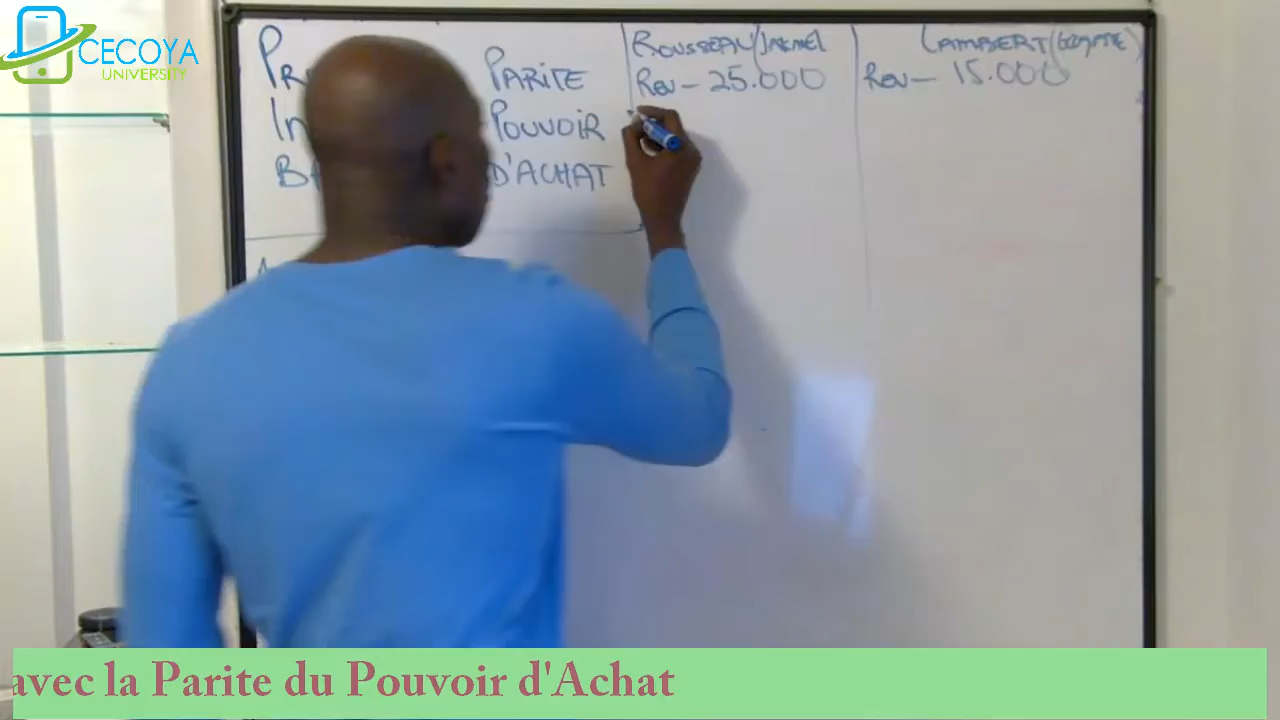 CECOYA
UNIVERSITY
PARITE
POUVOIR
D'ACHAT
ROUSSEAU/JACMEL
REV - 25.000
LAMBERT
REV - 15.000
avec la Parite du Pouvoir d'Achat